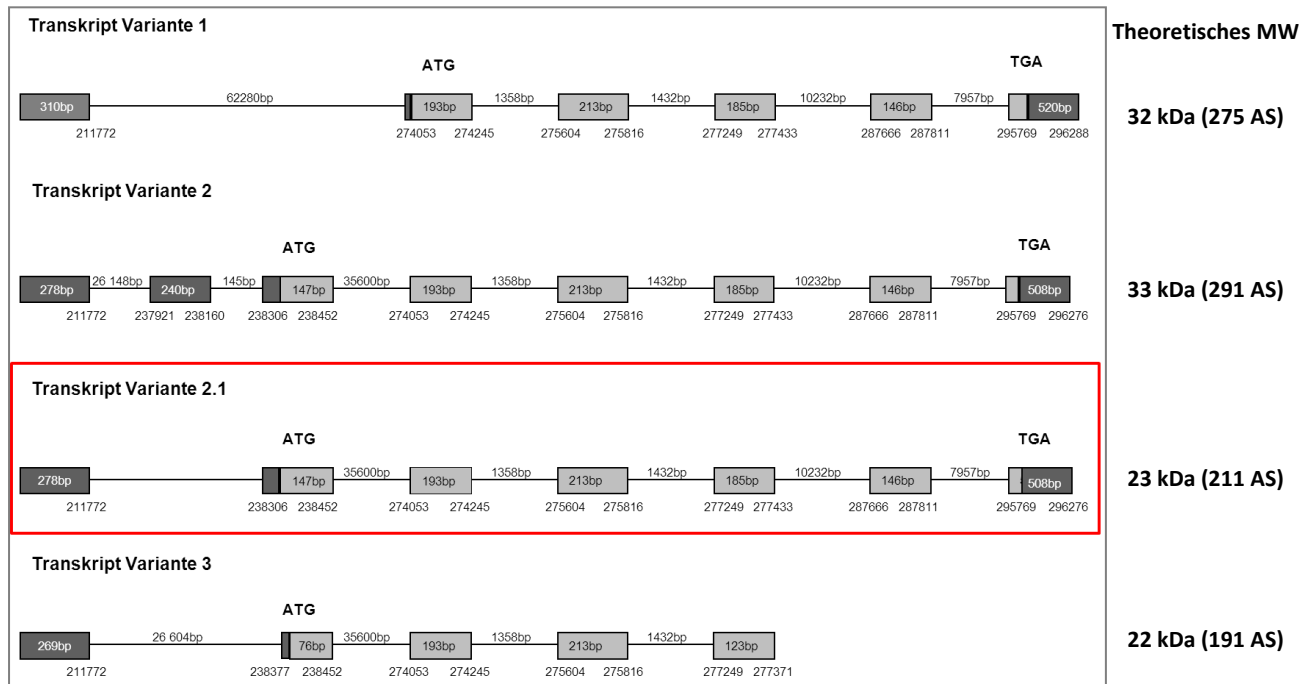 Transkript Variante 1
Theoretisches MW
ATG
TGA
62280bp 1358bp 1432bp 10232bp 7957bp
310bp 193bp 213bp 185bp 146bp 520bp
32 kDa (275 AS)
211772 274053 274245 275604 275816 277249 277433 287666 287811 295769 296288
Transkript Variante 2
ATG
TGA
26 148bp 145bp 35600bp 1358bp 1432bp 10232bp 7957bp
278bp 240bp 147bp 193bp 213bp 185bp 146bp 508bp
33 kDa (291 AS)
211772 237921 238160 238306 238452 274053 274245 275604 275816 277249 277433 287666 287811 295769 296276
Transkript Variante 2.1
ATG
TGA
35600bp 1358bp 1432bp 10232bp 7957bp
278bp 147bp 193bp 213bp 185bp 146bp 508bp
23 kDa (211 AS)
211772 238306 238452 274053 274245 275604 275816 277249 277433 287666 287811 295769 296276
Transkript Variante 3
ATG
26 604bp 35600bp 1358bp 1432bp
269bp 76bp 193bp 213bp 123bp
22 kDa (191 AS)
211772 238377 238452 274053 274245 275604 275816 277249 277371